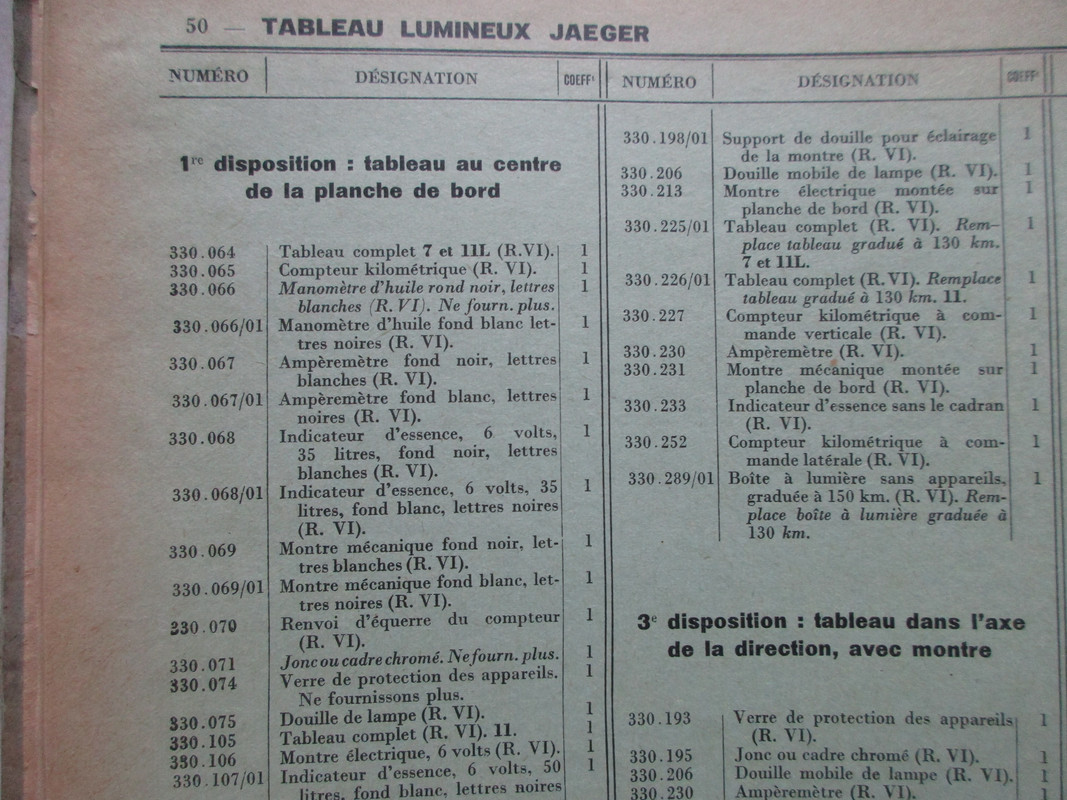 50 — TABLEAU LUMINEUX JAEGER
NUMÉRO DÉSIGNATION COEFFᵗ
1re disposition : tableau au centre
de la planche de bord
330.064 Tableau complet 7 et 11L (R.VI). 1
330.065 Compteur kilométrique (R. VI). 1
330.066 Manomètre d'huile rond noir, lettres 1
blanches (R. VI). Ne fourn. plus.
330.066/01 Manomètre d'huile fond blanc let- 1
tres noires (R. VI).
330.067 Ampèremètre fond noir, lettres 1
blanches (R. VI).
330.067/01 Ampèremètre fond blanc, lettres 1
noires (R. VI).
330.068 Indicateur d'essence, 6 volts, 1
35 litres, fond noir, lettres
blanches (R. VI).
330.068/01 Indicateur d'essence, 6 volts, 35 1
litres, fond blanc, lettres noires
(R. VI).
330.069 Montre mécanique fond noir, let- 1
tres blanches (R. VI).
330.069/01 Montre mécanique fond blanc, let- 1
tres noires (R. VI).
330.070 Renvoi d'équerre du compteur 1
(R. VI).
330.071 Jonc ou cadre chromé. Ne fourn. plus. 1
330.074 Verre de protection des appareils. 1
Ne fournissons plus.
330.075 Douille de lampe (R. VI). 1
330.105 Tableau complet (R. VI). 11. 1
330.106 Montre électrique, 6 volts (R. VI). 1
330.107/01 Indicateur d'essence, 6 volts, 50 1
litres, fond blanc, lettres noires
NUMÉRO DÉSIGNATION COEFFᵗ
330.198/01 Support de douille pour éclairage 1
de la montre (R. VI).
330.206 Douille mobile de lampe (R. VI). 1
330.213 Montre électrique montée sur 1
planche de bord (R. VI).
330.225/01 Tableau complet (R. VI). Rem- 1
place tableau gradué à 130 km.
7 et 11L.
330.226/01 Tableau complet (R.VI). Remplace 1
tableau gradué à 130 km. 11.
330.227 Compteur kilométrique à com- 1
mande verticale (R. VI).
330.230 Ampèremètre (R. VI). 1
330.231 Montre mécanique montée sur 1
planche de bord (R. VI).
330.233 Indicateur d'essence sans le cadran 1
(R. VI).
330.252 Compteur kilométrique à com- 1
mande latérale (R. VI).
330.289/01 Boîte à lumière sans appareils, 1
graduée à 150 km. (R. VI). Rem-
place boîte à lumière graduée à
130 km.
3e disposition : tableau dans l'axe
de la direction, avec montre
330.193 Verre de protection des appareils 1
(R. VI).
330.195 Jonc ou cadre chromé (R. VI). 1
330.206 Douille mobile de lampe (R. VI). 1
330.230 Ampèremètre (R. VI). 1